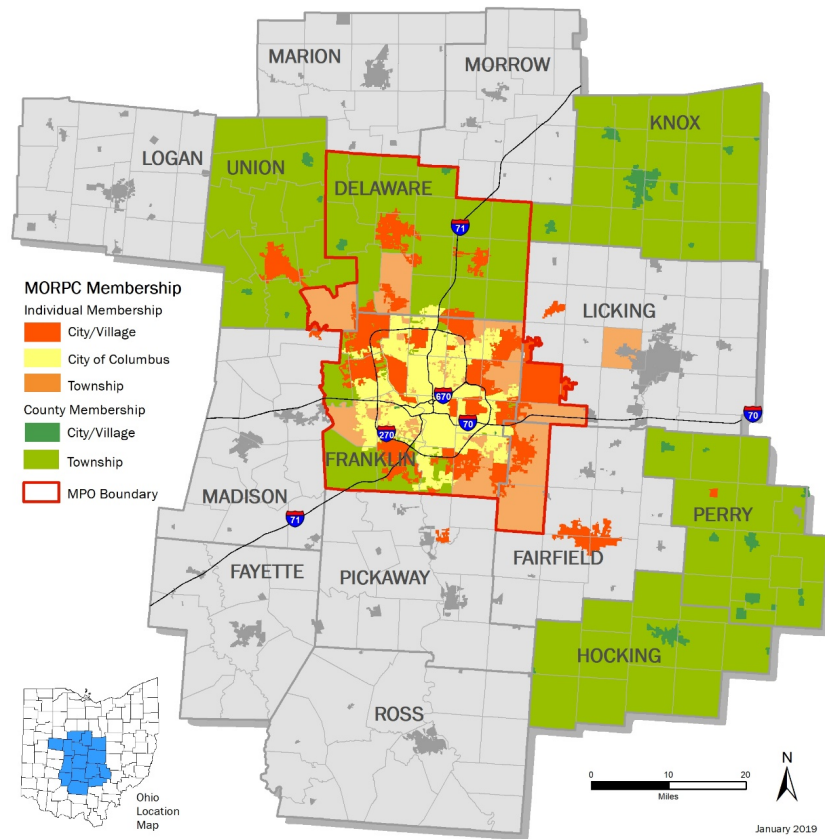 MARION
MORROW
KNOX
LOGAN
UNION
DELAWARE
71
MORPC Membership
Individual Membership
City/Village
City of Columbus
Township
County Membership
City/Village
Township
MPO Boundary
LICKING
670
70
70
270
FRANKLIN
MADISON
71
PERRY
FAYETTE
PICKAWAY
FAIRFIELD
HOCKING
ROSS
Ohio
Location
Map
0 10 20
Miles
N
January 2019